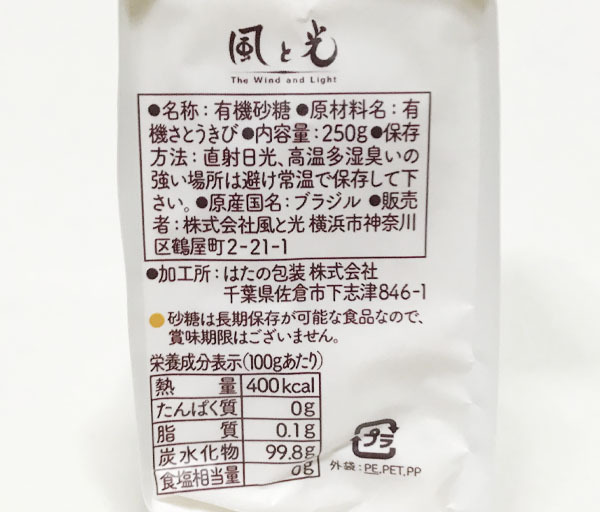 風と光
The Wind and Light
●名称：有機砂糖●原材料名：有
機さとうきび●内容量：250g●保存
方法：直射日光、高温多湿臭いの
強い場所は避け常温で保存して下
さい。●原産国名：ブラジル ●販売
者：株式会社風と光 横浜市神奈川
区鶴屋町2-21-1
●加工所：はたの包装 株式会社
千葉県佐倉市下志津846-1
●砂糖は長期保存が可能な食品なので、
賞味期限はございません。
栄養成分表示(100gあたり)
熱量 400kcal
たんぱく質 0g
脂質 0.1g
炭水化物 99.8g
食塩相当量 0g
プラ
外袋：PE,PET,PP